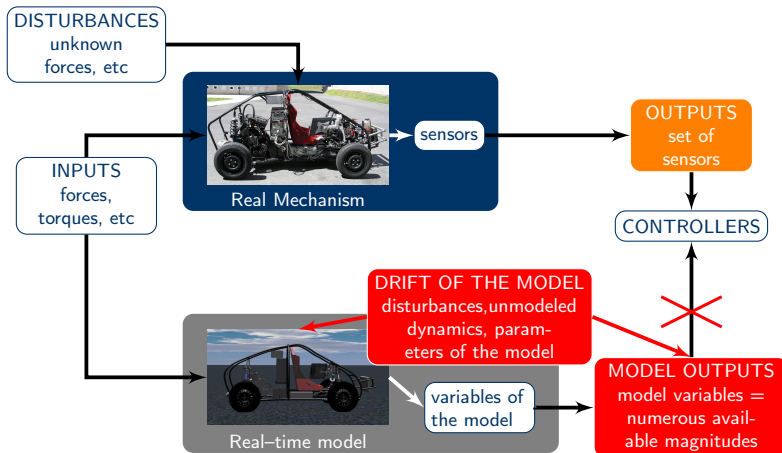 DISTURBANCES
unknown
forces, etc
sensors
Real Mechanism
OUTPUTS
set of
sensors
INPUTS
forces,
torques, etc
CONTROLLERS
DRIFT OF THE MODEL
disturbances,unmodeled
dynamics, param-
eters of the model
variables of
the model
Real–time model
MODEL OUTPUTS
model variables =
numerous avail-
able magnitudes